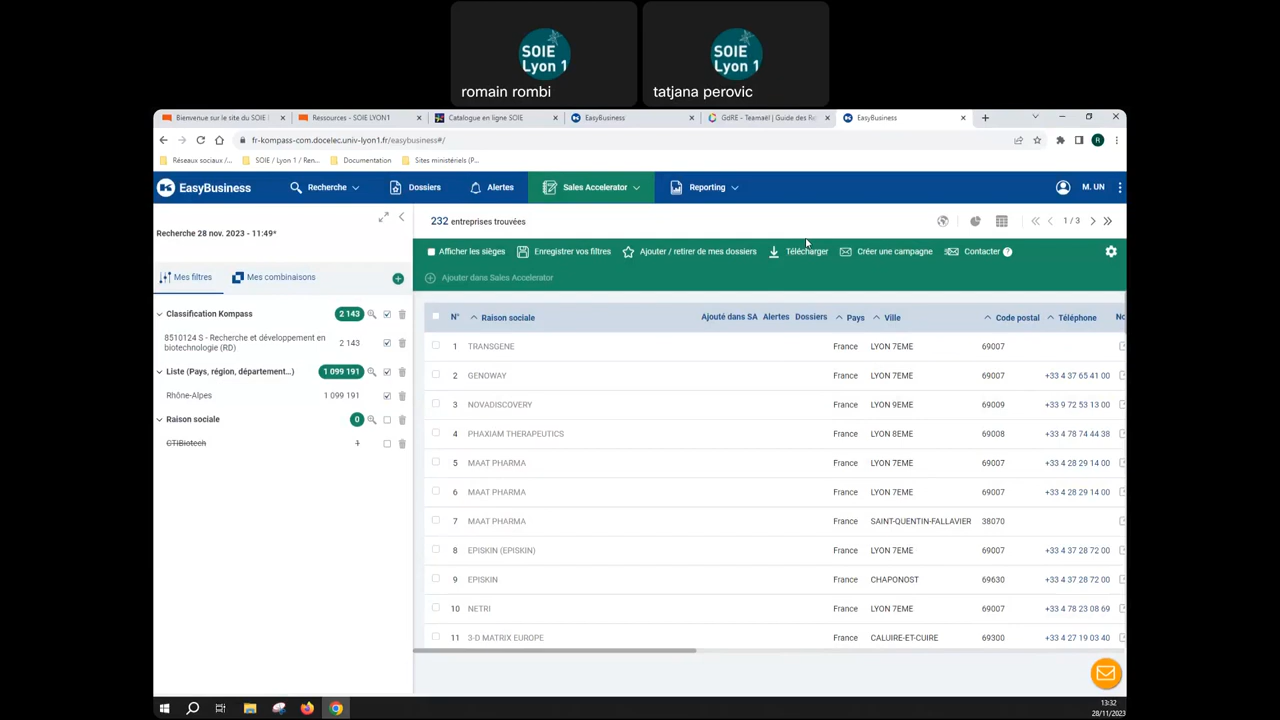 SOIE
Lyon 1
romain rombi
SOIE
Lyon 1
tatjana perovic
Bienvenue sur le site du SOIE
Ressources - SOIE LYON1
Catalogue en ligne SOIE
EasyBusiness
GdRE - Teamaël | Guide des Re
EasyBusiness
fr-kompass-com.docelec.univ-lyon1.fr/easybusiness#/
Réseaux sociaux /...
SOIE / Lyon 1 / Ren...
Documentation
Sites ministériels (P...
EasyBusiness
Recherche
Dossiers
Alertes
Sales Accelerator
Reporting
M. UN
Recherche 28 nov. 2023 - 11:49*
Mes filtres
Mes combinaisons
Classification Kompass 2 143
8510124 S - Recherche et développement en
biotechnologie (RD) 2 143
Liste (Pays, région, département...) 1 099 191
Rhône-Alpes 1 099 191
Raison sociale 0
CTIBiotech 1
232 entreprises trouvées
1 / 3
Afficher les sièges
Enregistrer vos filtres
Ajouter / retirer de mes dossiers
Télécharger
Créer une campagne
Contacter ?
Ajouter dans Sales Accelerator
N° Raison sociale Ajouté dans SA Alertes Dossiers Pays Ville Code postal Téléphone
1 TRANSGENE France LYON 7EME 69007
2 GENOWAY France LYON 7EME 69007 +33 4 37 65 41 00
3 NOVADISCOVERY France LYON 9EME 69009 +33 9 72 53 13 00
4 PHAXIAM THERAPEUTICS France LYON 8EME 69008 +33 4 78 74 44 38
5 MAAT PHARMA France LYON 7EME 69007 +33 4 28 29 14 00
6 MAAT PHARMA France LYON 7EME 69007 +33 4 28 29 14 00
7 MAAT PHARMA France SAINT-QUENTIN-FALLAVIER 38070
8 EPISKIN (EPISKIN) France LYON 7EME 69007 +33 4 37 28 72 00
9 EPISKIN France CHAPONOST 69630 +33 4 37 28 72 00
10 NETRI France LYON 7EME 69007 +33 4 78 23 08 69
11 3-D MATRIX EUROPE France CALUIRE-ET-CUIRE 69300 +33 4 27 19 03 40
13:32
28/11/2023